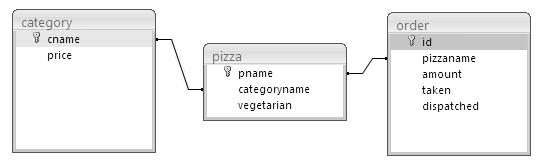 category
cname
price
pizza
pname
categoryname
vegetarian
order
id
pizzaname
amount
taken
dispatched